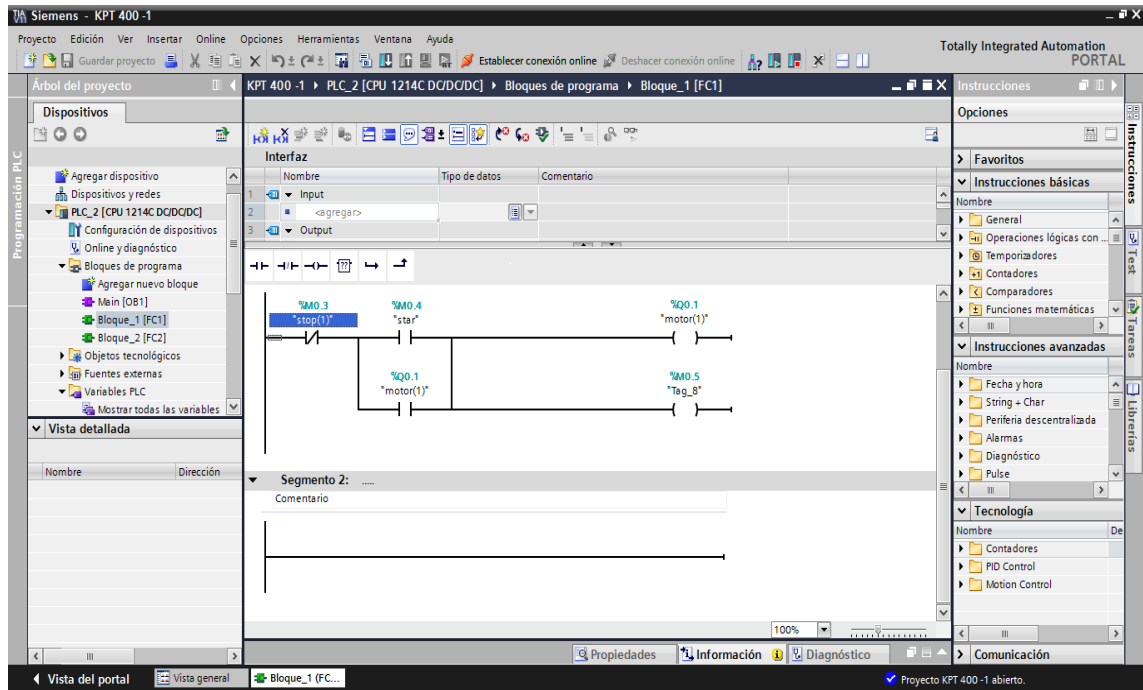 Siemens - KPT 400 -1
Proyecto Edición Ver Insertar Online Opciones Herramientas Ventana Ayuda
Guardar proyecto Establecer conexión online Deshacer conexión online
Totally Integrated Automation
PORTAL
Árbol del proyecto
Dispositivos
Programación PLC
Agregar dispositivo
Dispositivos y redes
PLC_2 [CPU 1214C DC/DC/DC]
Configuración de dispositivos
Online y diagnóstico
Bloques de programa
Agregar nuevo bloque
Main [OB1]
Bloque_1 [FC1]
Bloque_2 [FC2]
Objetos tecnológicos
Fuentes externas
Variables PLC
Mostrar todas las variables
Vista detallada
Nombre Dirección
KPT 400 -1 PLC_2 [CPU 1214C DC/DC/DC] Bloques de programa Bloque_1 [FC1]
Interfaz
Nombre Tipo de datos Comentario
1 Input
2 <agregar>
3 Output
??
%M0.3 %M0.4 %Q0.1
"stop(1)" "star" "motor(1)"
%Q0.1 %M0.5
"motor(1)" "Tag_8"
Segmento 2: .....
Comentario
100%
Propiedades Información Diagnóstico
Instrucciones
Opciones
Favoritos
Instrucciones básicas
Nombre
General
Operaciones lógicas con ...
Temporizadores
Contadores
Comparadores
Funciones matemáticas
Instrucciones avanzadas
Nombre
Fecha y hora
String + Char
Periferia descentralizada
Alarmas
Diagnóstico
Pulse
Tecnología
Nombre De
Contadores
PID Control
Motion Control
Comunicación
Instrucciones
Test
Tareas
Librerías
Vista del portal Vista general Bloque_1 (FC... Proyecto KPT 400 -1 abierto.